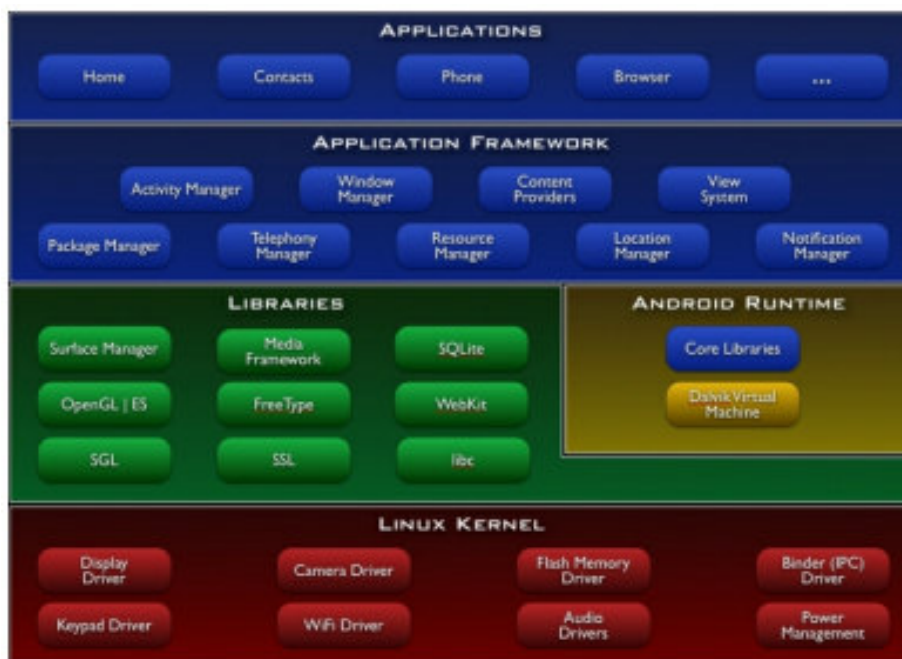 APPLICATIONS
Home
Contacts
Phone
Browser
...
APPLICATION FRAMEWORK
Activity Manager
Window
Manager
Content
Providers
View
System
Package Manager
Telephony
Manager
Resource
Manager
Location
Manager
Notification
Manager
LIBRARIES
Surface Manager
Media
Framework
SQLite
OpenGL | ES
FreeType
WebKit
SGL
SSL
libc
ANDROID RUNTIME
Core Libraries
Dalvik Virtual
Machine
LINUX KERNEL
Display
Driver
Camera Driver
Flash Memory
Driver
Binder (IPC)
Driver
Keypad Driver
WiFi Driver
Audio
Drivers
Power
Management